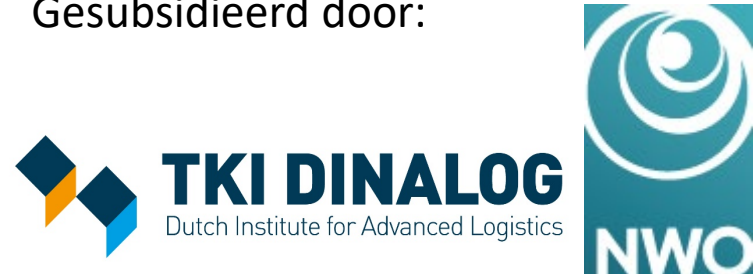 Gesubsidieerd door:
TKI DINALOG
Dutch Institute for Advanced Logistics
NWO